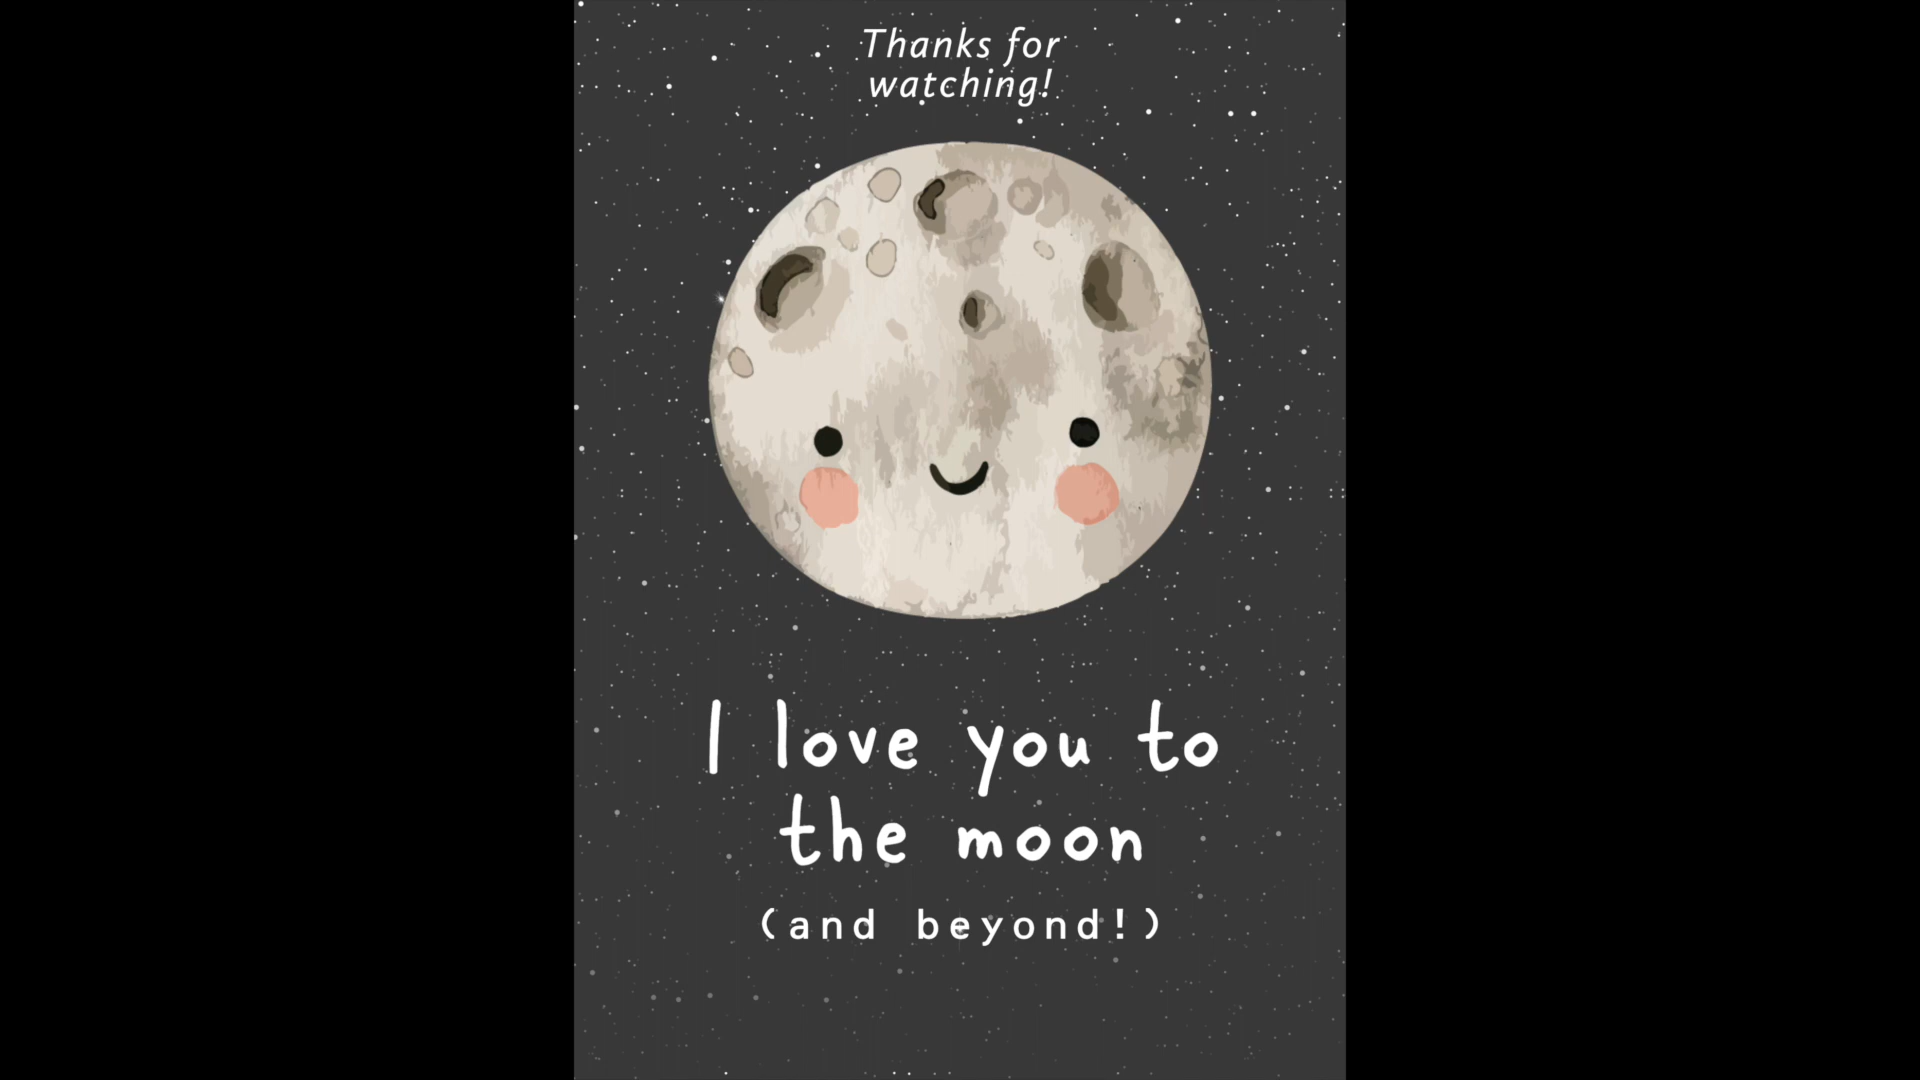 Thanks for
watching!
I love you to
the moon
(and beyond!)